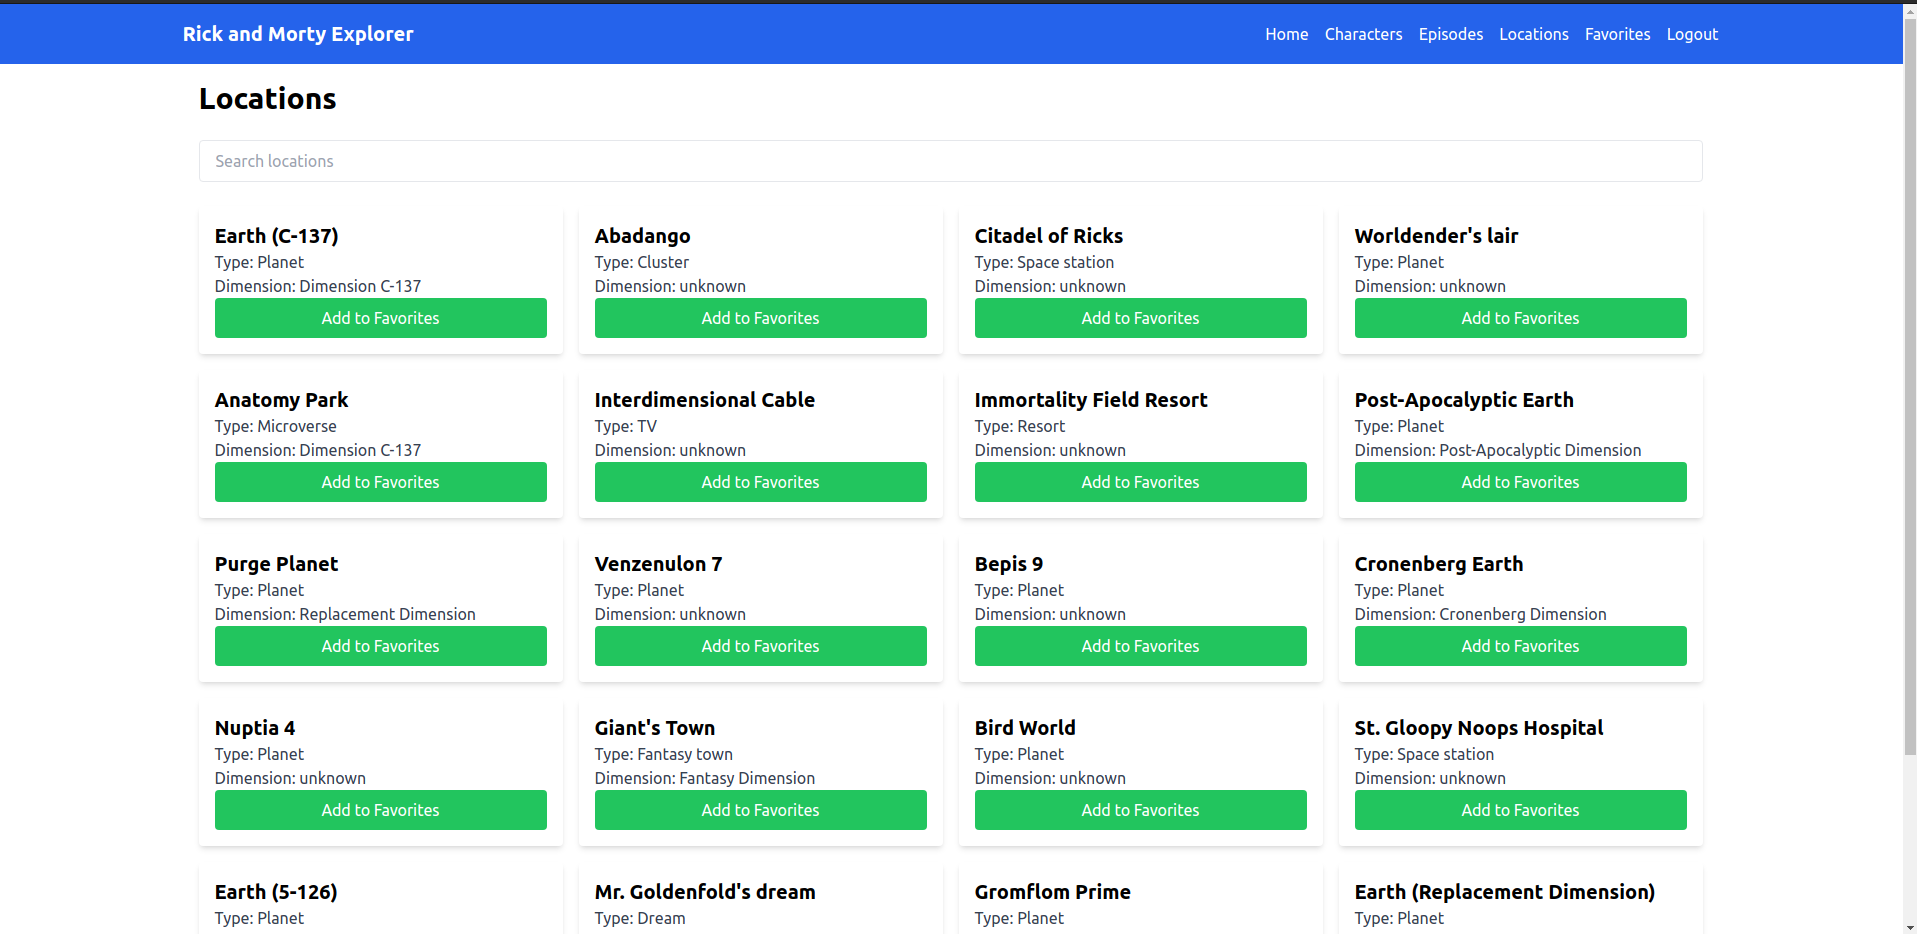 Rick and Morty Explorer
Home Characters Episodes Locations Favorites Logout
Locations
Search locations
Earth (C-137)
Type: Planet
Dimension: Dimension C-137
Add to Favorites
Abadango
Type: Cluster
Dimension: unknown
Add to Favorites
Citadel of Ricks
Type: Space station
Dimension: unknown
Add to Favorites
Worldender's lair
Type: Planet
Dimension: unknown
Add to Favorites
Anatomy Park
Type: Microverse
Dimension: Dimension C-137
Add to Favorites
Interdimensional Cable
Type: TV
Dimension: unknown
Add to Favorites
Immortality Field Resort
Type: Resort
Dimension: unknown
Add to Favorites
Post-Apocalyptic Earth
Type: Planet
Dimension: Post-Apocalyptic Dimension
Add to Favorites
Purge Planet
Type: Planet
Dimension: Replacement Dimension
Add to Favorites
Venzenulon 7
Type: Planet
Dimension: unknown
Add to Favorites
Bepis 9
Type: Planet
Dimension: unknown
Add to Favorites
Cronenberg Earth
Type: Planet
Dimension: Cronenberg Dimension
Add to Favorites
Nuptia 4
Type: Planet
Dimension: unknown
Add to Favorites
Giant's Town
Type: Fantasy town
Dimension: Fantasy Dimension
Add to Favorites
Bird World
Type: Planet
Dimension: unknown
Add to Favorites
St. Gloopy Noops Hospital
Type: Space station
Dimension: unknown
Add to Favorites
Earth (5-126)
Type: Planet
Mr. Goldenfold's dream
Type: Dream
Gromflom Prime
Type: Planet
Earth (Replacement Dimension)
Type: Planet